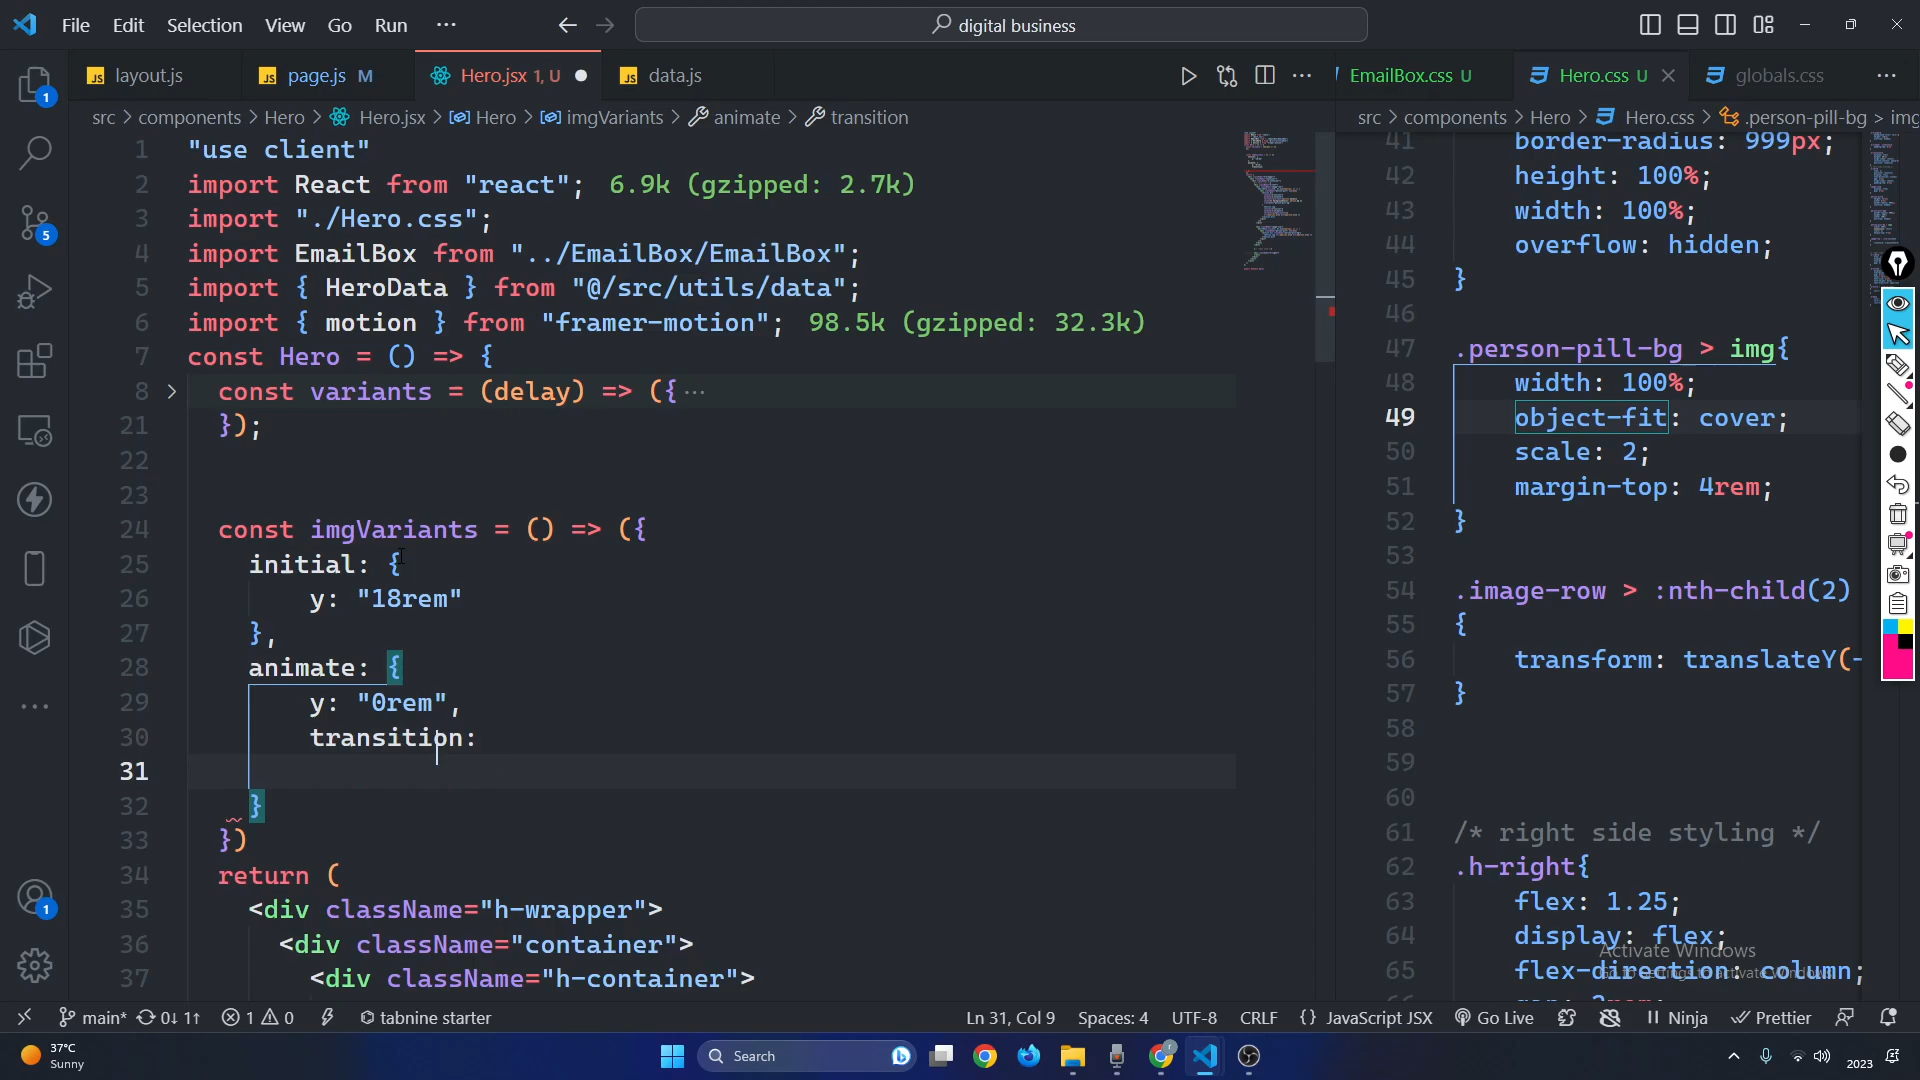 File Edit Selection View Go Run ...
digital business
layout.js
page.js M
Hero.jsx 1, U
data.js
EmailBox.css U
Hero.css U
globals.css
src > components > Hero > Hero.jsx > Hero > imgVariants > animate > transition
src > components > Hero > Hero.css > .person-pill-bg > img
1 "use client"
2 import React from "react"; 6.9k (gzipped: 2.7k)
3 import "./Hero.css";
4 import EmailBox from "../EmailBox/EmailBox";
5 import { HeroData } from "@/src/utils/data";
6 import { motion } from "framer-motion"; 98.5k (gzipped: 32.3k)
7 const Hero = () => {
8 const variants = (delay) => ({ ...
21 });
22
23
24 const imgVariants = () => ({
25 initial: {
26 y: "18rem"
27 },
28 animate: {
29 y: "0rem",
30 transition:
31
32 }
33 })
34 return (
35 <div className="h-wrapper">
36 <div className="container">
37 <div className="h-container">
41 border-radius: 999px;
42 height: 100%;
43 width: 100%;
44 overflow: hidden;
45 }
46
47 .person-pill-bg > img{
48 width: 100%;
49 object-fit: cover;
50 scale: 2;
51 margin-top: 4rem;
52 }
53
54 .image-row > :nth-child(2)
55 {
56 transform: translateY(-
57 }
58
59
60
61 /* right side styling */
62 .h-right{
63 flex: 1.25;
64 display: flex;
65 flex-direction: column;
Activate Windows
1
5
1
main* 0↓ 1↑ 1 0 tabnine starter
Ln 31, Col 9 Spaces: 4 UTF-8 CRLF {} JavaScript JSX Go Live Ninja Prettier
37°C
Sunny
Search
2023